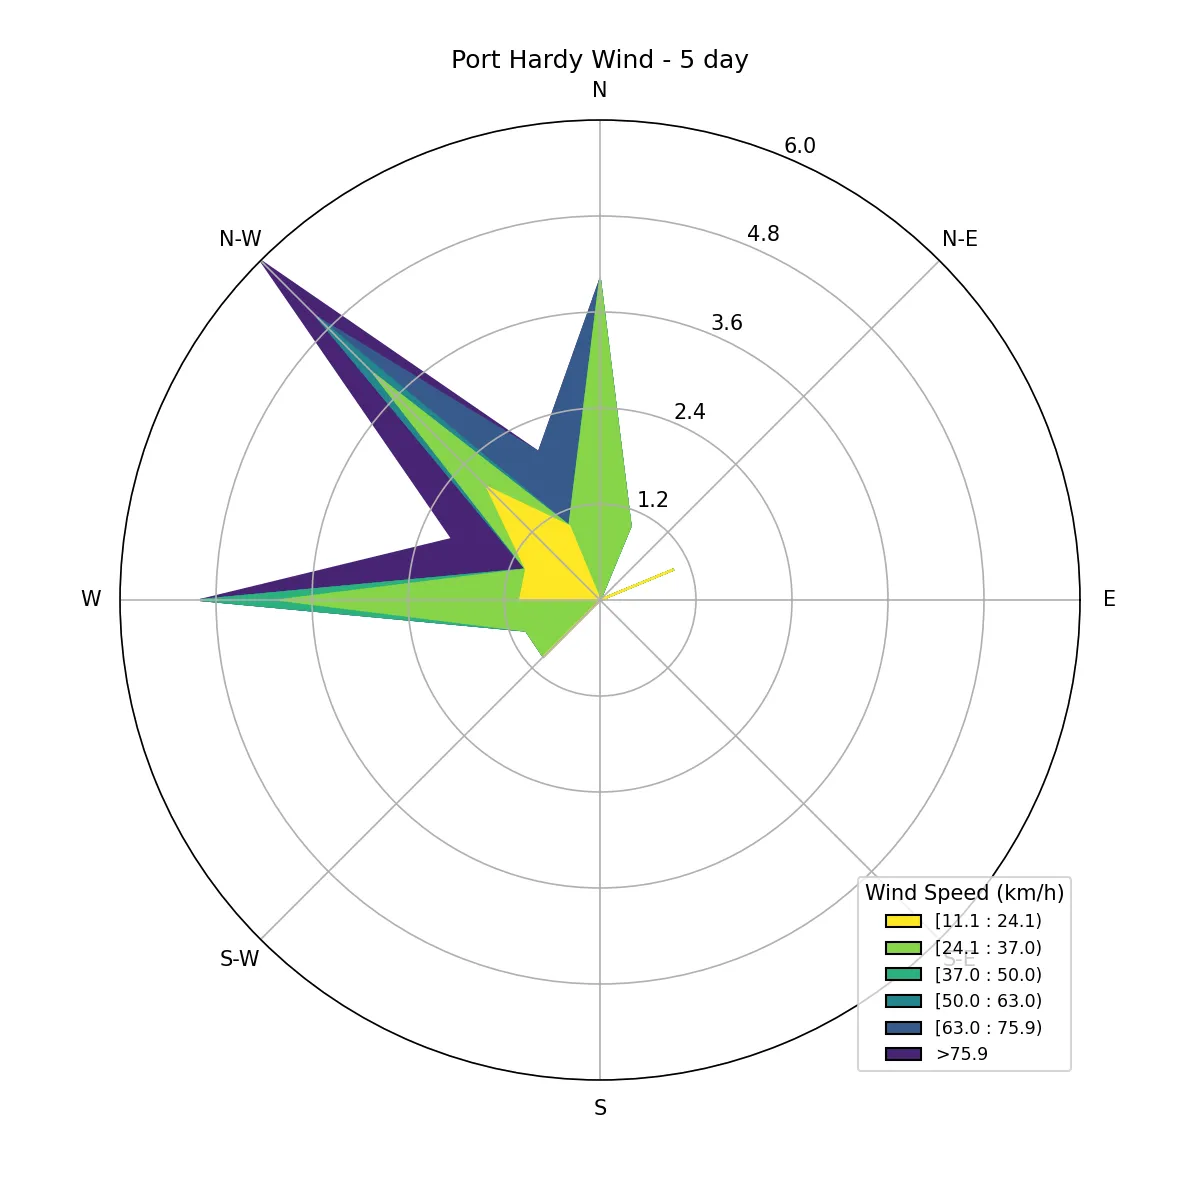 Port Hardy Wind - 5 day
N
6.0
N-W
N-E
4.8
3.6
2.4
1.2
W
E
S-W
S-E
S
Wind Speed (km/h)
[11.1 : 24.1)
[24.1 : 37.0)
[37.0 : 50.0)
[50.0 : 63.0)
[63.0 : 75.9)
>75.9